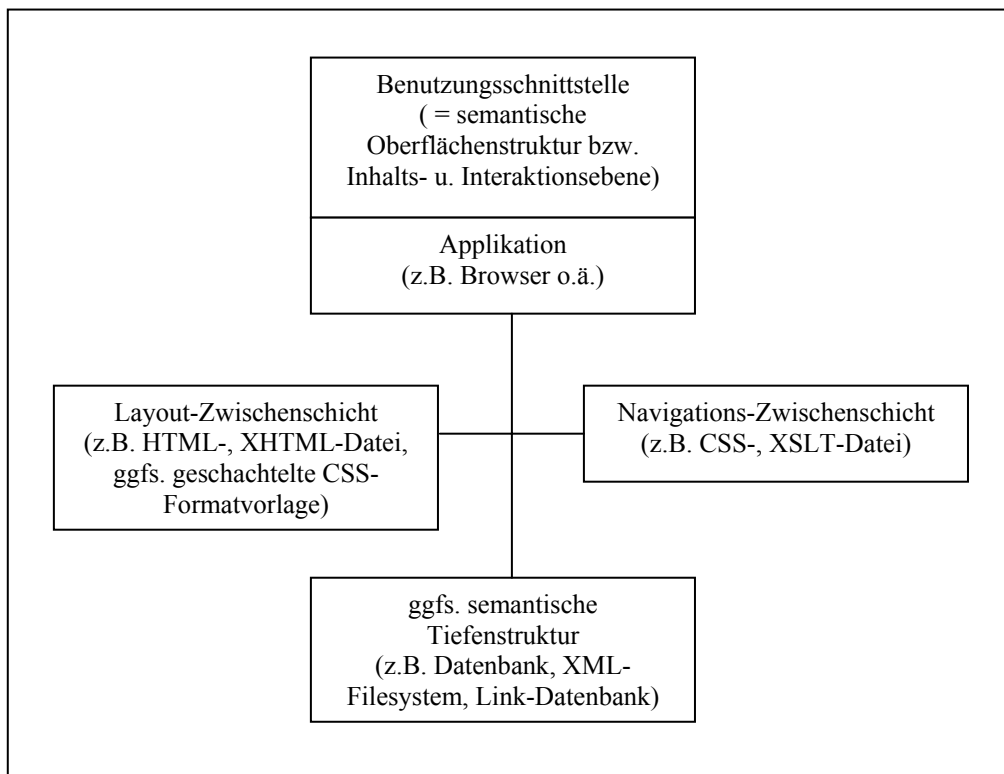 Benutzungsschnittstelle
( = semantische
Oberflächenstruktur bzw.
Inhalts- u. Interaktionsebene)
Applikation
(z.B. Browser o.ä.)
Layout-Zwischenschicht
(z.B. HTML-, XHTML-Datei,
ggfs. geschachtelte CSS-
Formatvorlage)
Navigations-Zwischenschicht
(z.B. CSS-, XSLT-Datei)
ggfs. semantische
Tiefenstruktur
(z.B. Datenbank, XML-
Filesystem, Link-Datenbank)